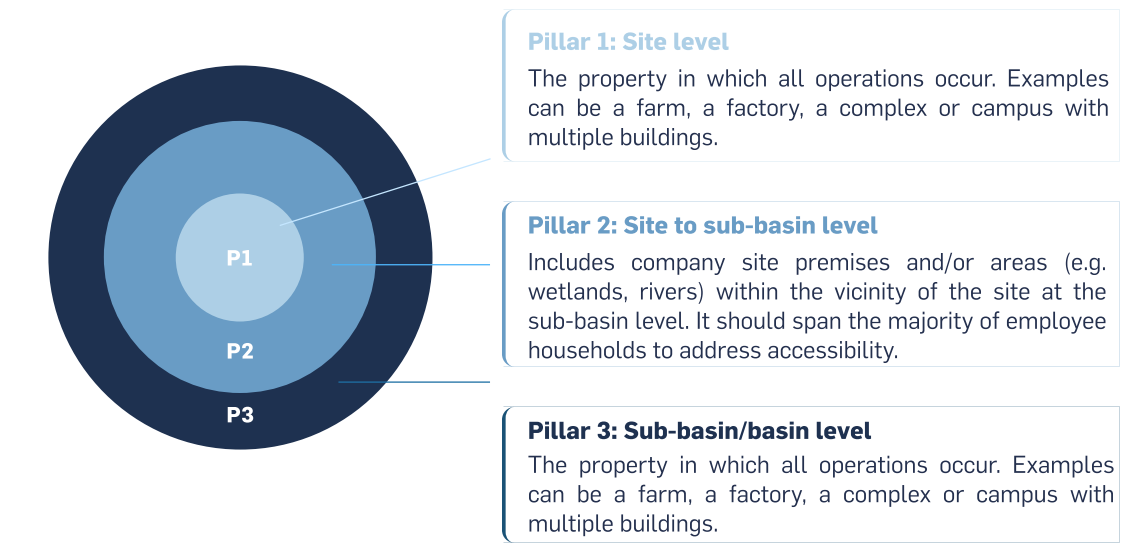 Pillar 1: Site level
The property in which all operations occur. Examples
can be a farm, a factory, a complex or campus with
multiple buildings.
Pillar 2: Site to sub-basin level
Includes company site premises and/or areas (e.g.
wetlands, rivers) within the vicinity of the site at the
sub-basin level. It should span the majority of employee
households to address accessibility.
Pillar 3: Sub-basin/basin level
The property in which all operations occur. Examples
can be a farm, a factory, a complex or campus with
multiple buildings.
P1
P2
P3